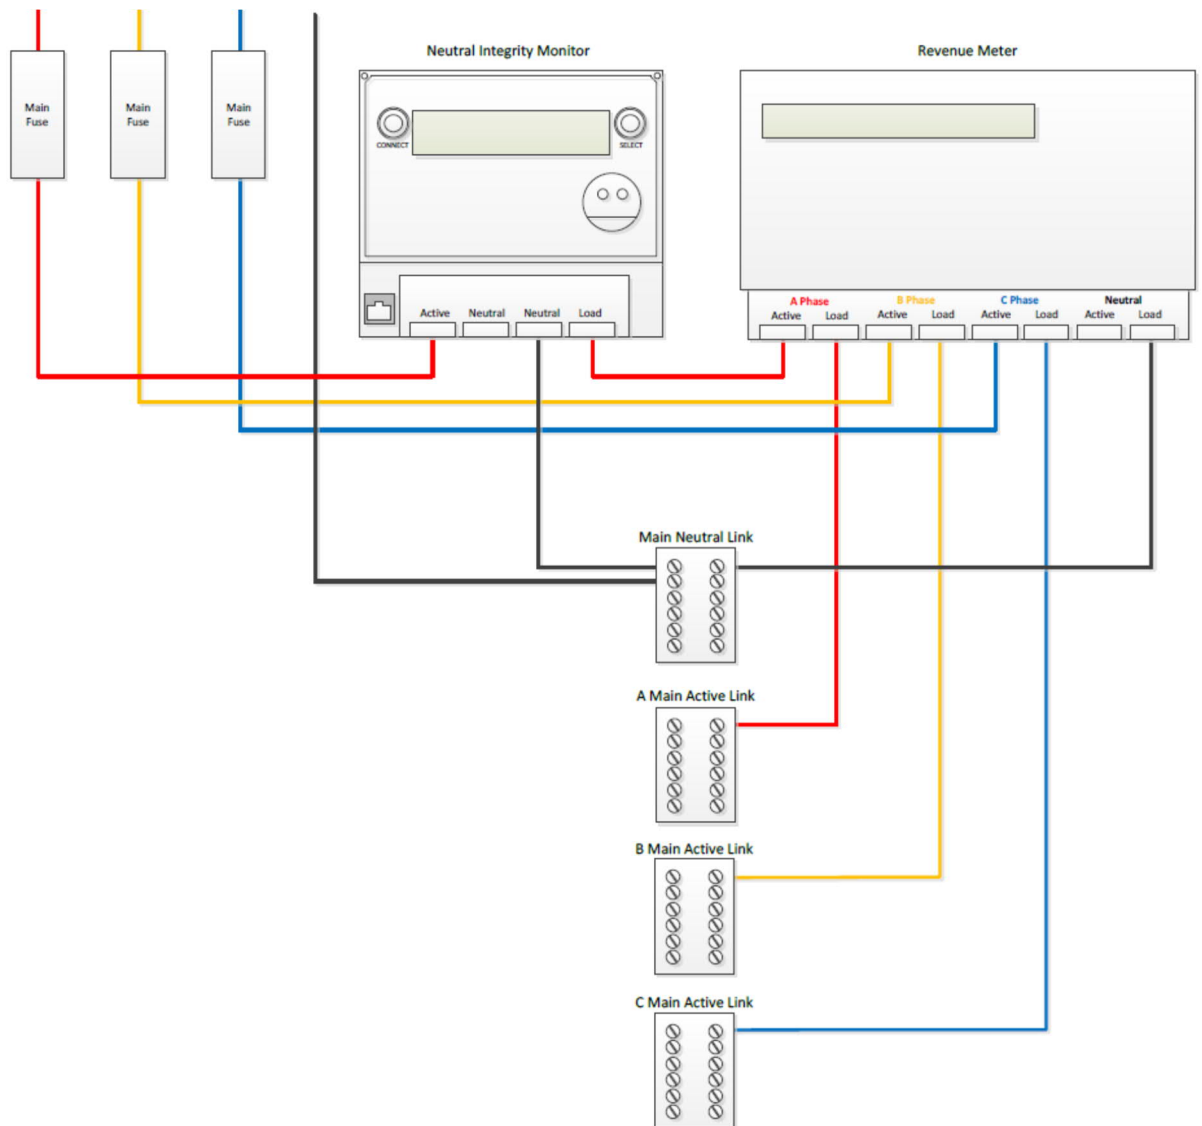 Neutral Integrity Monitor
Revenue Meter
Main
Fuse
Main
Fuse
Main
Fuse
CONNECT
SELECT
Active Neutral Neutral Load
A Phase B Phase C Phase Neutral
Active Load Active Load Active Load Active Load
Main Neutral Link
A Main Active Link
B Main Active Link
C Main Active Link